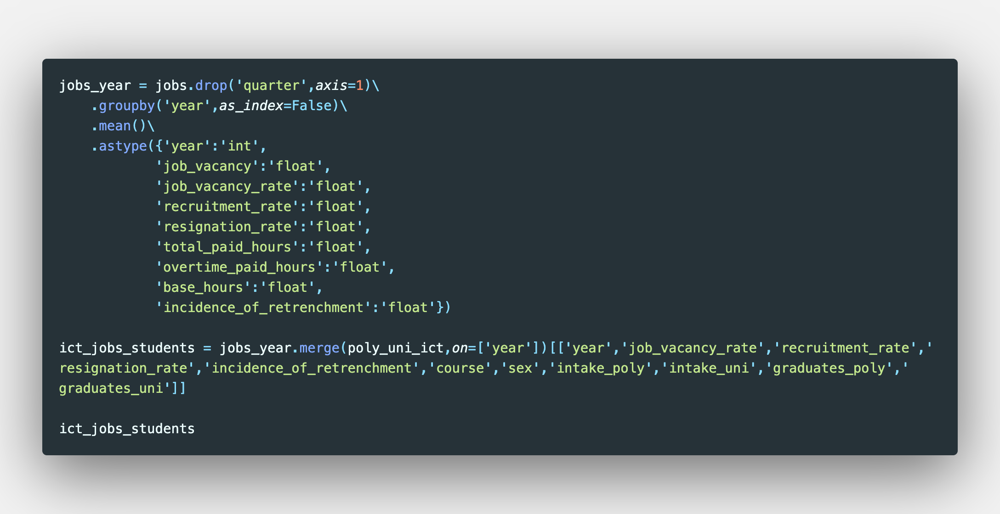 jobs_year = jobs.drop('quarter',axis=1)\
    .groupby('year',as_index=False)\
    .mean()\
    .astype({'year':'int',
            'job_vacancy':'float',
            'job_vacancy_rate':'float',
            'recruitment_rate':'float',
            'resignation_rate':'float',
            'total_paid_hours':'float',
            'overtime_paid_hours':'float',
            'base_hours':'float',
            'incidence_of_retrenchment':'float'})

ict_jobs_students = jobs_year.merge(poly_uni_ict,on=['year'])[['year','job_vacancy_rate','recruitment_rate','
resignation_rate','incidence_of_retrenchment','course','sex','intake_poly','intake_uni','graduates_poly','
graduates_uni']]

ict_jobs_students